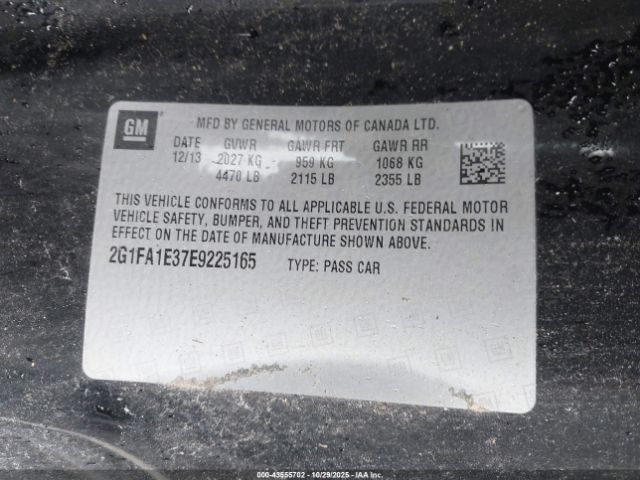 GM
MFD BY GENERAL MOTORS OF CANADA LTD.
DATE GVWR GAWR FRT GAWR RR
12/13 2027 KG 959 KG 1068 KG
4470 LB 2115 LB 2355 LB
THIS VEHICLE CONFORMS TO ALL APPLICABLE U.S. FEDERAL MOTOR
VEHICLE SAFETY, BUMPER, AND THEFT PREVENTION STANDARDS IN
EFFECT ON THE DATE OF MANUFACTURE SHOWN ABOVE.
2G1FA1E37E9225165 TYPE: PASS CAR
000-43555702 - 10/29/2025 - IAA Inc. - Copyright